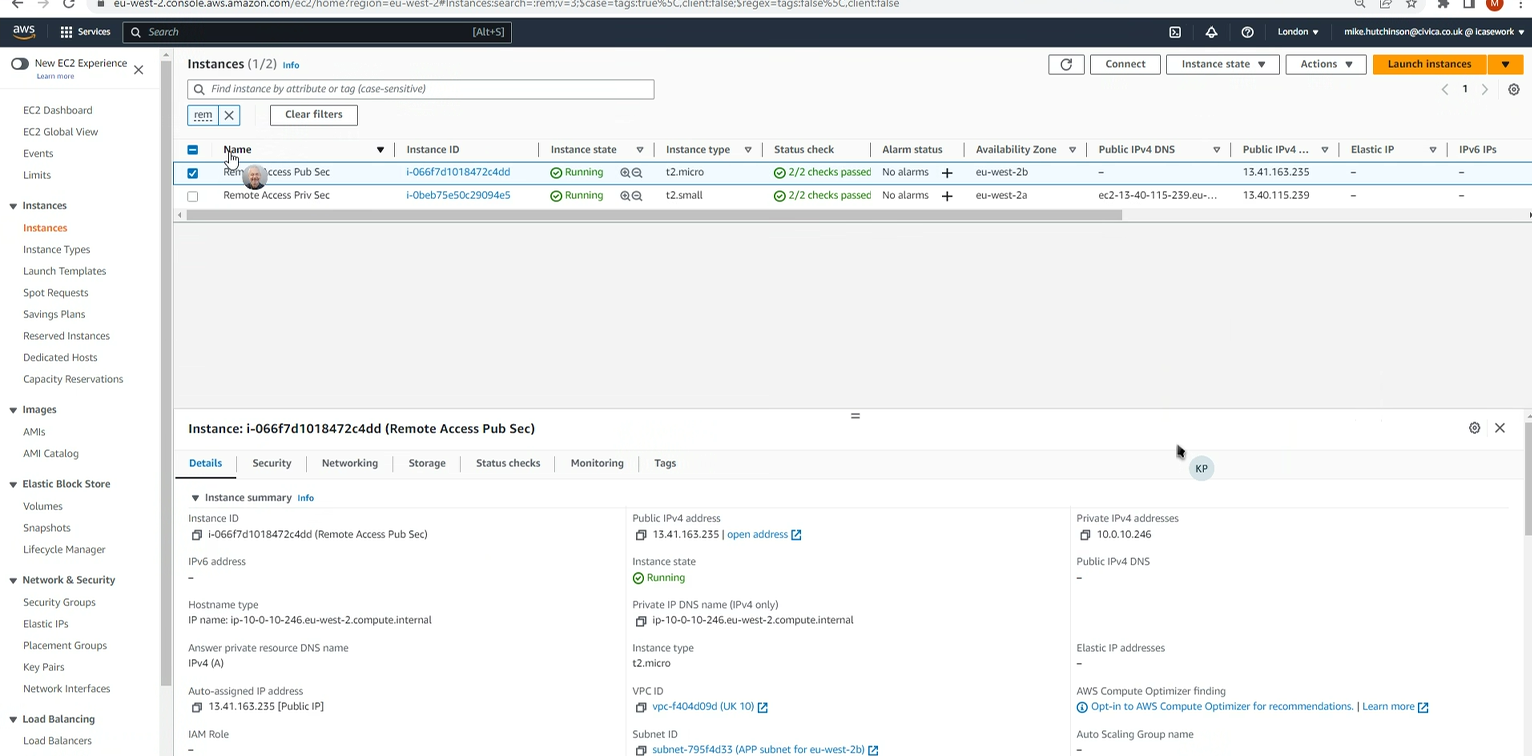 eu-west-2.console.aws.amazon.com/ec2/home?region=eu-west-2#Instances:search=:rem;v=3;$case=tags:true%5C,client:false;$regex=tags:false%5C,client:false
M
aws Services Search [Alt+S] London mike.hutchinson@civica.co.uk @ icasework
New EC2 Experience
Learn more
EC2 Dashboard
EC2 Global View
Events
Limits
Instances
Instances
Instance Types
Launch Templates
Spot Requests
Savings Plans
Reserved Instances
Dedicated Hosts
Capacity Reservations
Images
AMIs
AMI Catalog
Elastic Block Store
Volumes
Snapshots
Lifecycle Manager
Network & Security
Security Groups
Elastic IPs
Placement Groups
Key Pairs
Network Interfaces
Load Balancing
Load Balancers
Instances (1/2) Info
Connect Instance state Actions Launch instances
Find instance by attribute or tag (case-sensitive)
1
rem Clear filters
Name Instance ID Instance state Instance type Status check Alarm status Availability Zone Public IPv4 DNS Public IPv4 ... Elastic IP IPv6 IPs
Rem ccess Pub Sec i-066f7d1018472c4dd Running t2.micro 2/2 checks passed No alarms + eu-west-2b – 13.41.163.235 – –
Remote Access Priv Sec i-0beb75e50c29094e5 Running t2.small 2/2 checks passed No alarms + eu-west-2a ec2-13-40-115-239.eu-... 13.40.115.239 – –
Instance: i-066f7d1018472c4dd (Remote Access Pub Sec)
KP
Details Security Networking Storage Status checks Monitoring Tags
Instance summary Info
Instance ID
i-066f7d1018472c4dd (Remote Access Pub Sec)
Public IPv4 address
13.41.163.235 | open address
Private IPv4 addresses
10.0.10.246
IPv6 address
–
Instance state
Running
Public IPv4 DNS
–
Hostname type
IP name: ip-10-0-10-246.eu-west-2.compute.internal
Private IP DNS name (IPv4 only)
ip-10-0-10-246.eu-west-2.compute.internal
Answer private resource DNS name
IPv4 (A)
Instance type
t2.micro
Elastic IP addresses
–
Auto-assigned IP address
13.41.163.235 [Public IP]
VPC ID
vpc-f404d09d (UK 10)
AWS Compute Optimizer finding
Opt-in to AWS Compute Optimizer for recommendations. | Learn more
IAM Role
–
Subnet ID
subnet-795f4d33 (APP subnet for eu-west-2b)
Auto Scaling Group name
–